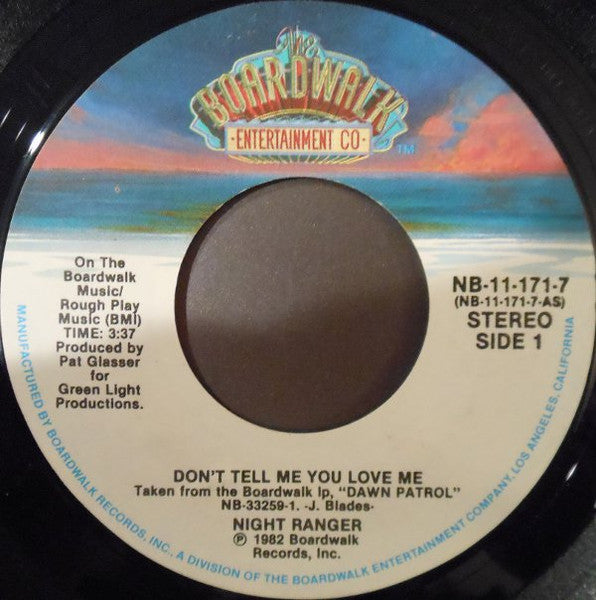 The
BOARDWALK
·ENTERTAINMENT CO·
TM
On The
Boardwalk
Music/
Rough Play
Music (BMI)
TIME: 3:37
Produced by
Pat Glasser
for
Green Light
Productions.
NB-11-171-7
(NB-11-171-7-AS)
STEREO
SIDE 1
DON'T TELL ME YOU LOVE ME
Taken from the Boardwalk lp, "DAWN PATROL"
NB-33259-1. -J. Blades-
NIGHT RANGER
℗ 1982 Boardwalk
Records, Inc.
MANUFACTURED BY BOARDWALK RECORDS, INC., A DIVISION OF THE BOARDWALK ENTERTAINMENT COMPANY, LOS ANGELES, CALIFORNIA